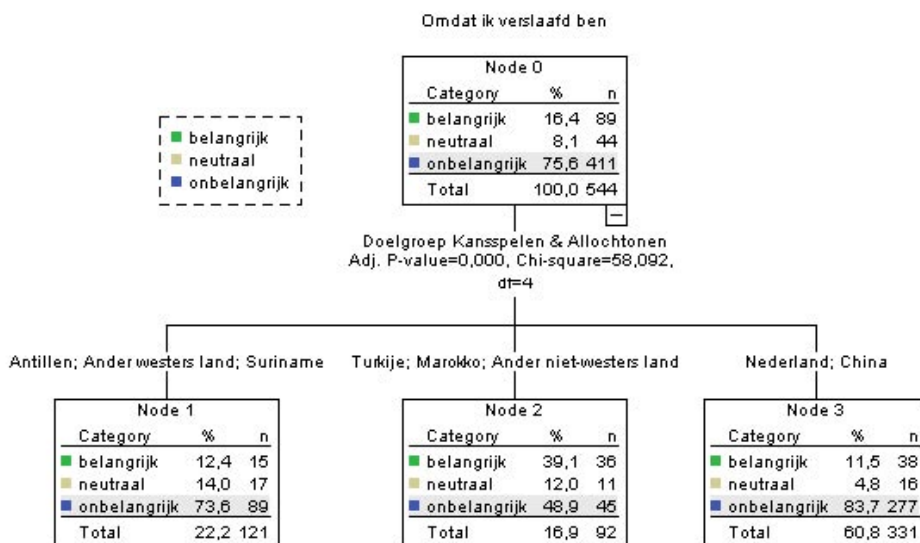 Omdat ik verslaafd ben
Node 0
Category % n
belangrijk 16,4 89
neutraal 8,1 44
onbelangrijk 75,6 411
Total 100,0 544
belangrijk
neutraal
onbelangrijk
Doelgroep Kansspelen & Allochtonen
Adj. P-value=0,000, Chi-square=58,092,
df=4
Antillen; Ander westers land; Suriname
Node 1
Category % n
belangrijk 12,4 15
neutraal 14,0 17
onbelangrijk 73,6 89
Total 22,2 121
Turkije; Marokko; Ander niet-westers land
Node 2
Category % n
belangrijk 39,1 36
neutraal 12,0 11
onbelangrijk 48,9 45
Total 16,9 92
Nederland; China
Node 3
Category % n
belangrijk 11,5 38
neutraal 4,8 16
onbelangrijk 83,7 277
Total 60,8 331